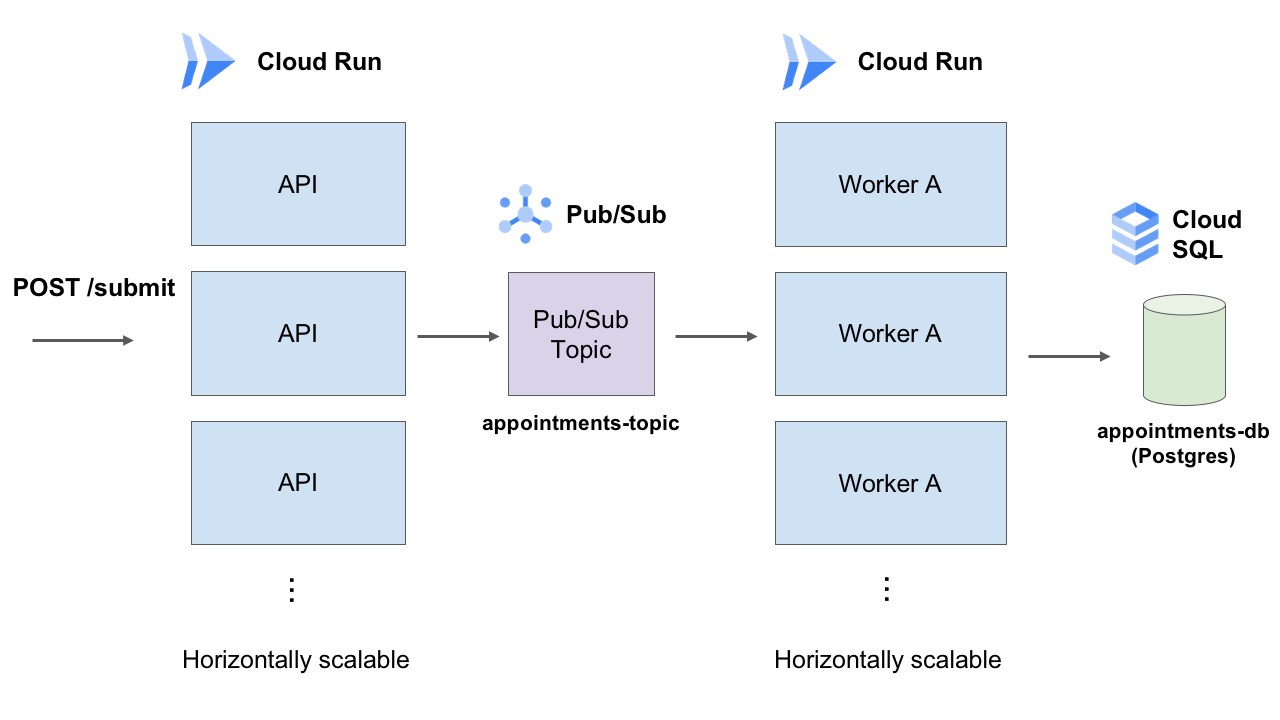 Cloud Run
Cloud Run
API
Worker A
Pub/Sub
Cloud
SQL
POST /submit
API
Pub/Sub
Topic
Worker A
appointments-topic
appointments-db
(Postgres)
API
Worker A
⋮
⋮
Horizontally scalable
Horizontally scalable